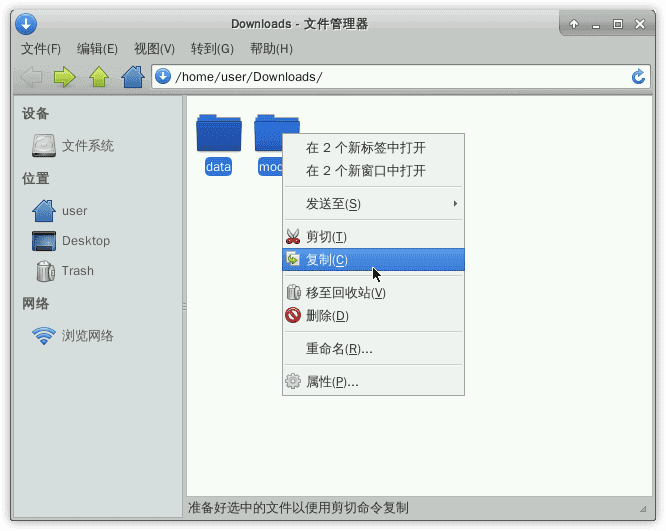 Downloads - 文件管理器
文件(F) 编辑(E) 视图(V) 转到(G) 帮助(H)
/home/user/Downloads/
设备
文件系统
位置
user
Desktop
Trash
网络
浏览网络
data
在 2 个新标签中打开
在 2 个新窗口中打开
发送至(S)
剪切(T)
复制(C)
移至回收站(V)
删除(D)
重命名(R)...
属性(P)...
准备好选中的文件以便用剪切命令复制